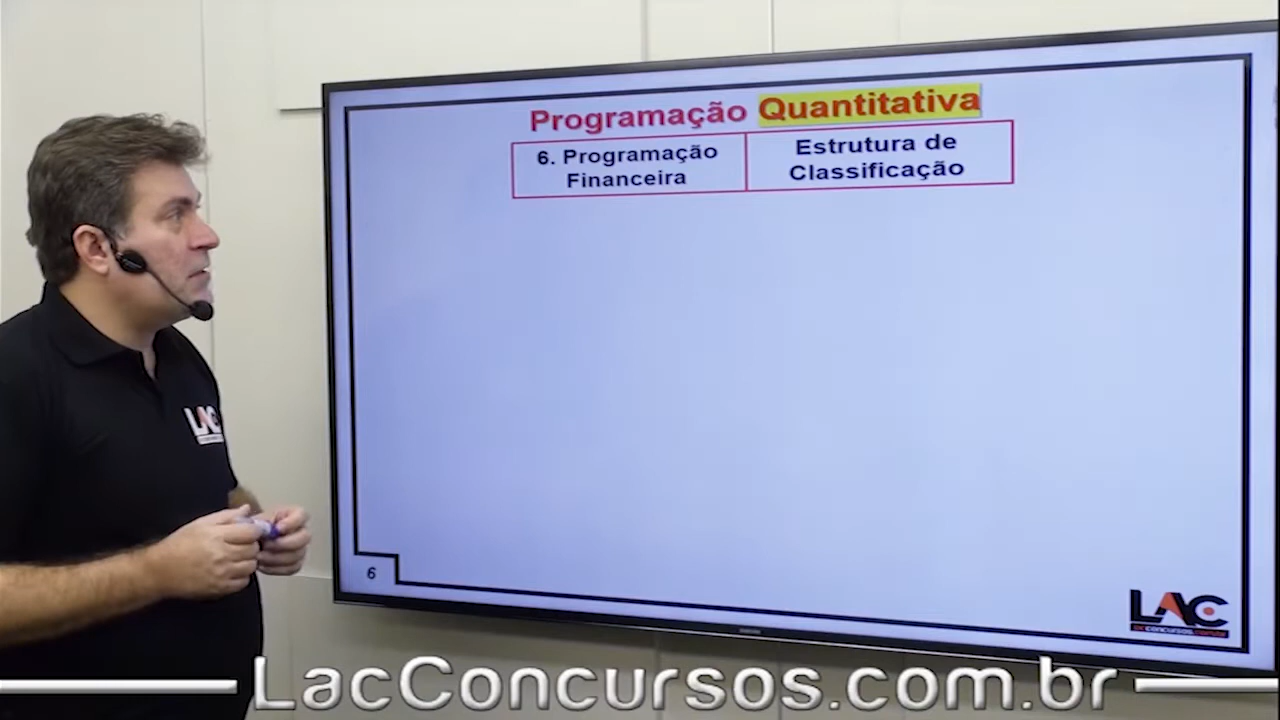 Programação Quantitativa
6. Programação
Financeira
Estrutura de
Classificação
LAC
6
LAC
lacconcursos.com.br
LacConcursos.com.br